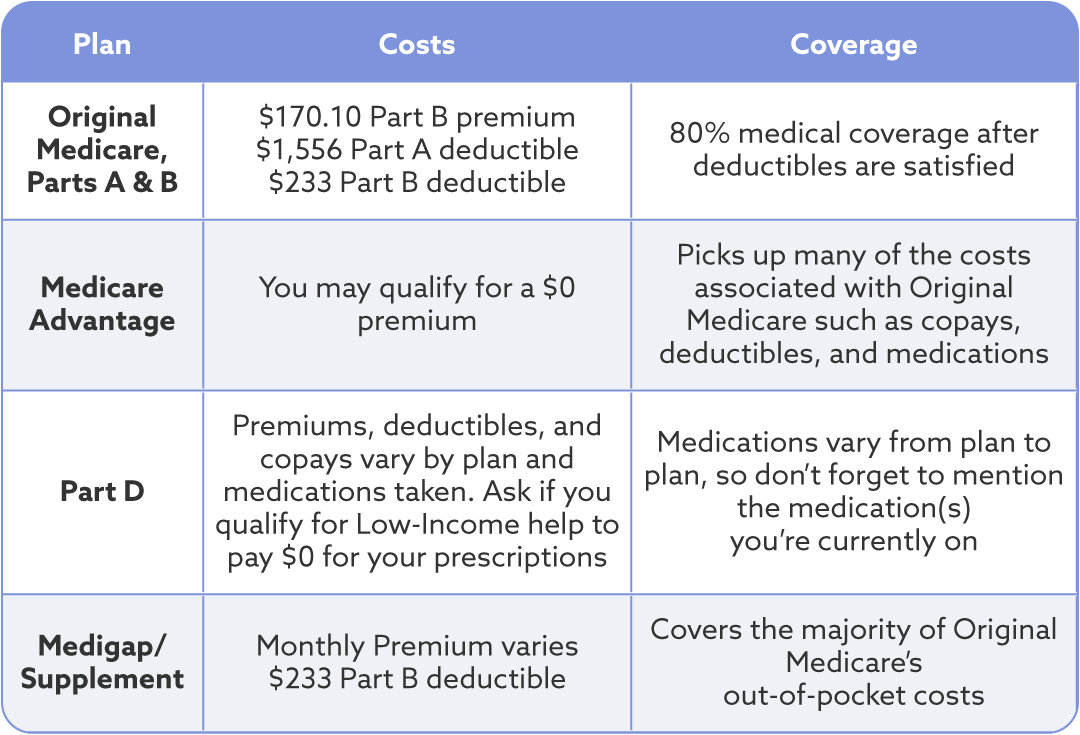 Plan
Costs
Coverage
Original
Medicare,
Parts A & B
$170.10 Part B premium
$1,556 Part A deductible
$233 Part B deductible
80% medical coverage after
deductibles are satisfied
Medicare
Advantage
You may qualify for a $0
premium
Picks up many of the costs
associated with Original
Medicare such as copays,
deductibles, and medications
Part D
Premiums, deductibles, and
copays vary by plan and
medications taken. Ask if you
qualify for Low-Income help to
pay $0 for your prescriptions
Medications vary from plan to
plan, so don’t forget to mention
the medication(s)
you’re currently on
Medigap/
Supplement
Monthly Premium varies
$233 Part B deductible
Covers the majority of Original
Medicare’s
out-of-pocket costs